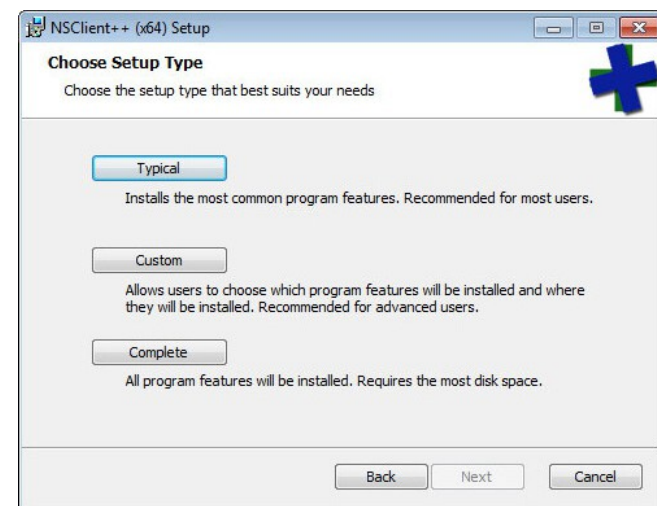 NSClient++ (x64) Setup
Choose Setup Type
Choose the setup type that best suits your needs
Typical
Installs the most common program features. Recommended for most users.
Custom
Allows users to choose which program features will be installed and where
they will be installed. Recommended for advanced users.
Complete
All program features will be installed. Requires the most disk space.
Back
Next
Cancel